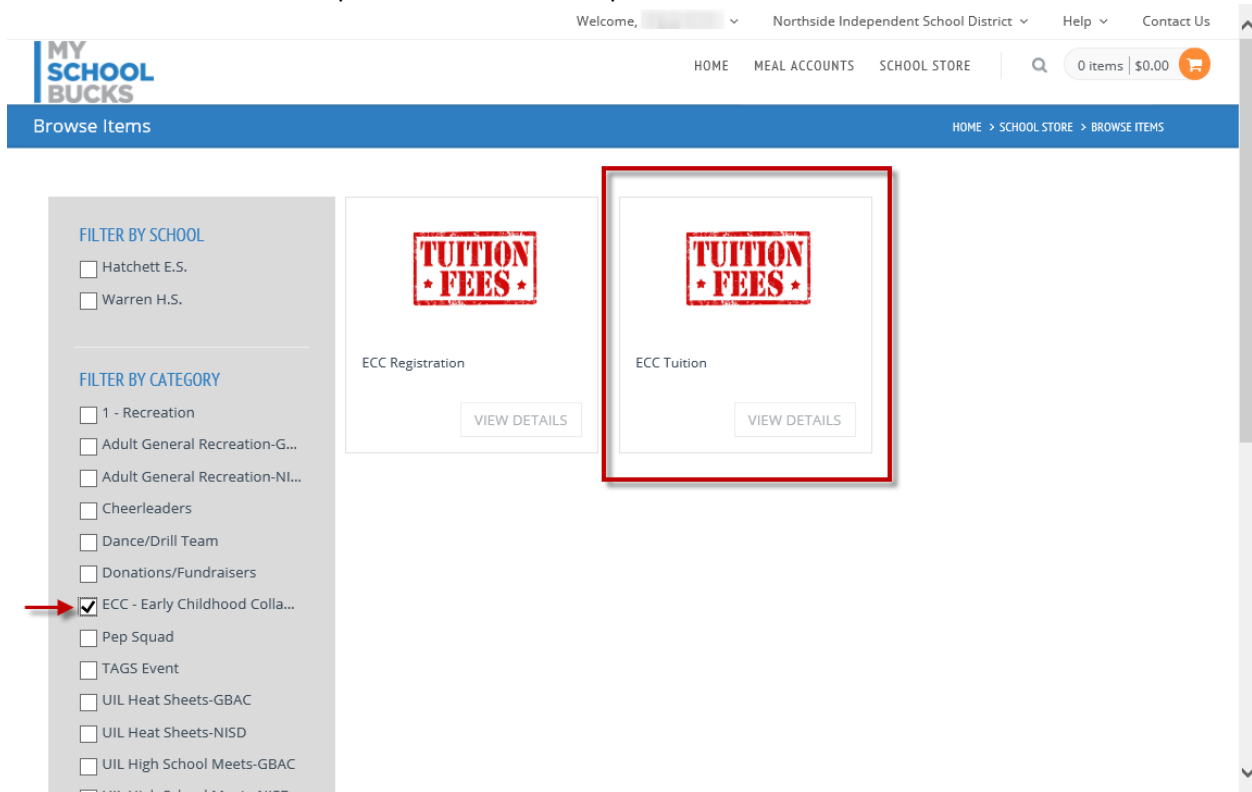 Welcome,
Northside Independent School District
Help
Contact Us
MY
SCHOOL
BUCKS
HOME
MEAL ACCOUNTS
SCHOOL STORE
0 items | $0.00
Browse Items
HOME > SCHOOL STORE > BROWSE ITEMS
FILTER BY SCHOOL
Hatchett E.S.
Warren H.S.
FILTER BY CATEGORY
1 - Recreation
Adult General Recreation-G...
Adult General Recreation-NI...
Cheerleaders
Dance/Drill Team
Donations/Fundraisers
ECC - Early Childhood Colla...
Pep Squad
TAGS Event
UIL Heat Sheets-GBAC
UIL Heat Sheets-NISD
UIL High School Meets-GBAC
TUITION
FEES
ECC Registration
VIEW DETAILS
TUITION
FEES
ECC Tuition
VIEW DETAILS